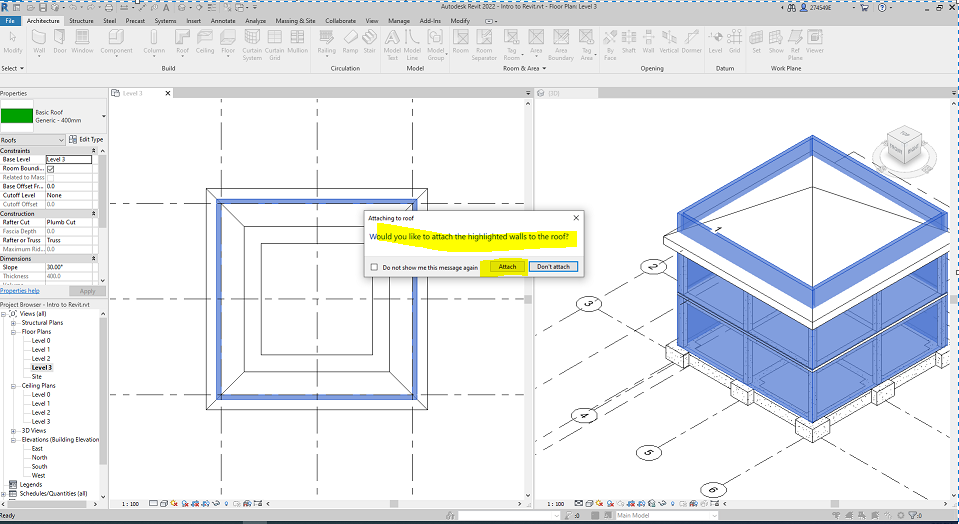 Autodesk Revit 2022 - Intro to Revit.rvt - Floor Plan: Level 3
274549E
File Architecture Structure Steel Precast Systems Insert Annotate Analyze Massing & Site Collaborate View Manage Add-Ins Modify
Modify Wall Door Window Component Column Roof Ceiling Floor Curtain System Curtain Grid Mullion Railing Ramp Stair Model Text Model Line Model Group Room Room Separator Tag Room Area Area Boundary Tag Area By Face Shaft Wall Vertical Dormer Level Grid Set Show Ref Plane Viewer
Select Build Circulation Model Room & Area Opening Datum Work Plane
Properties
Basic Roof
Generic - 400mm
Roofs Edit Type
Constraints
Base Level Level 3
Room Boundi...
Related to Mass
Base Offset Fr... 0.0
Cutoff Level None
Cutoff Offset 0.0
Construction
Rafter Cut Plumb Cut
Fascia Depth 0.0
Rafter or Truss Truss
Maximum Rid... 0.0
Dimensions
Slope 30.00°
Thickness 400.0
Volume
Properties help Apply
Project Browser - Intro to Revit.rvt
Views (all)
Structural Plans
Floor Plans
Level 0
Level 1
Level 2
Level 3
Site
Ceiling Plans
Level 0
Level 1
Level 2
Level 3
3D Views
Elevations (Building Elevation
East
North
South
West
Legends
Schedules/Quantities (all)
Level 3
{3D}
Attaching to roof
Would you like to attach the highlighted walls to the roof?
Do not show me this message again Attach Don't attach
TOP
FRONT
RIGHT
1
2
3
4
5
6
1 : 100
1 : 100
Ready
:0
Main Model
:0